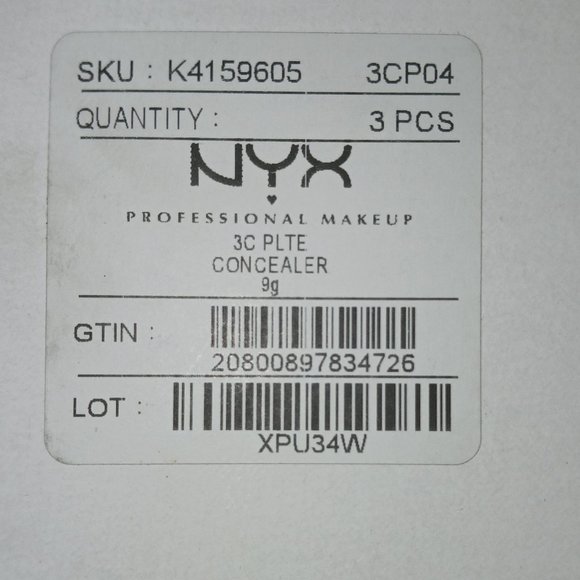 SKU : K4159605 3CP04
QUANTITY : 3 PCS
NYX
PROFESSIONAL MAKEUP
3C PLTE
CONCEALER
9g
GTIN :
20800897834726
LOT :
XPU34W